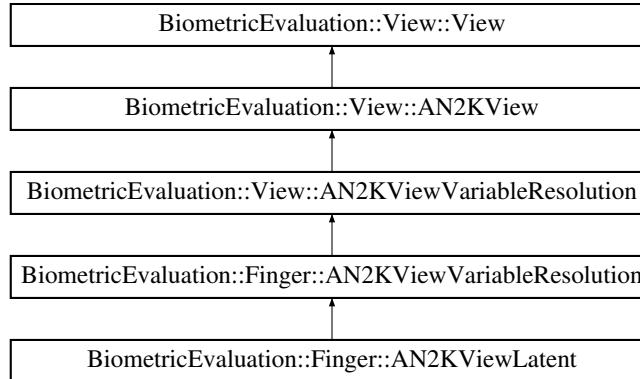 BiometricEvaluation::View::View
BiometricEvaluation::View::AN2KView
BiometricEvaluation::View::AN2KViewVariableResolution
BiometricEvaluation::Finger::AN2KViewVariableResolution
BiometricEvaluation::Finger::AN2KViewLatent